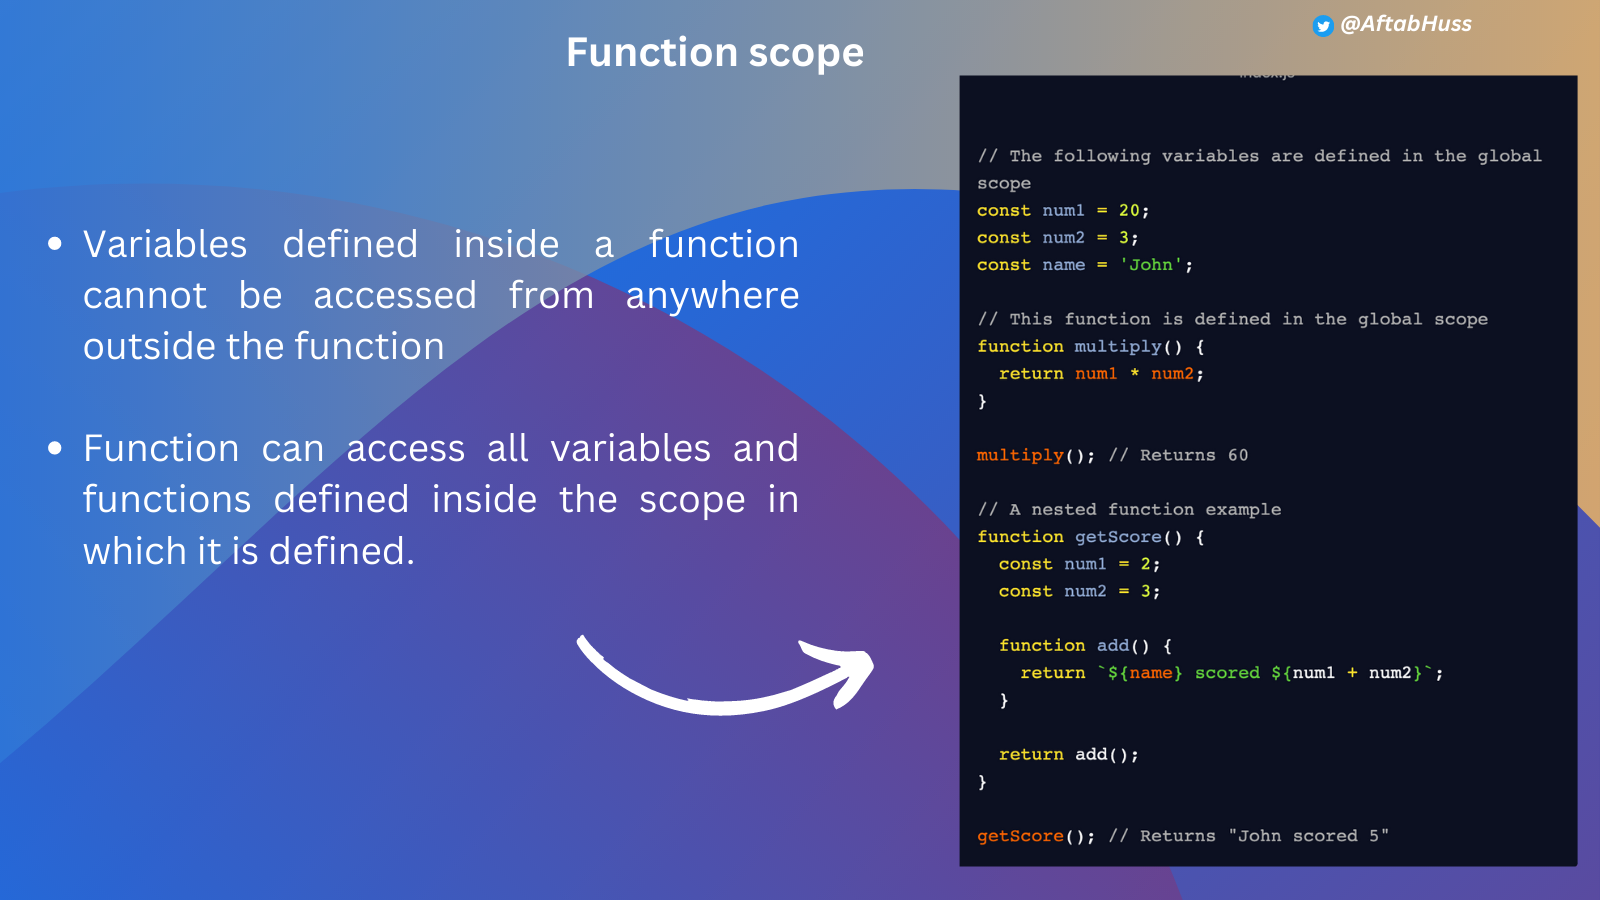 Function scope
@AftabHuss
Variables defined inside a function
cannot be accessed from anywhere
outside the function
Function can access all variables and
functions defined inside the scope in
which it is defined.
index.js
// The following variables are defined in the global
scope
const num1 = 20;
const num2 = 3;
const name = 'John';
// This function is defined in the global scope
function multiply() {
  return num1 * num2;
}
multiply(); // Returns 60
// A nested function example
function getScore() {
  const num1 = 2;
  const num2 = 3;
  function add() {
    return `${name} scored ${num1 + num2}`;
  }
  return add();
}
getScore(); // Returns "John scored 5"